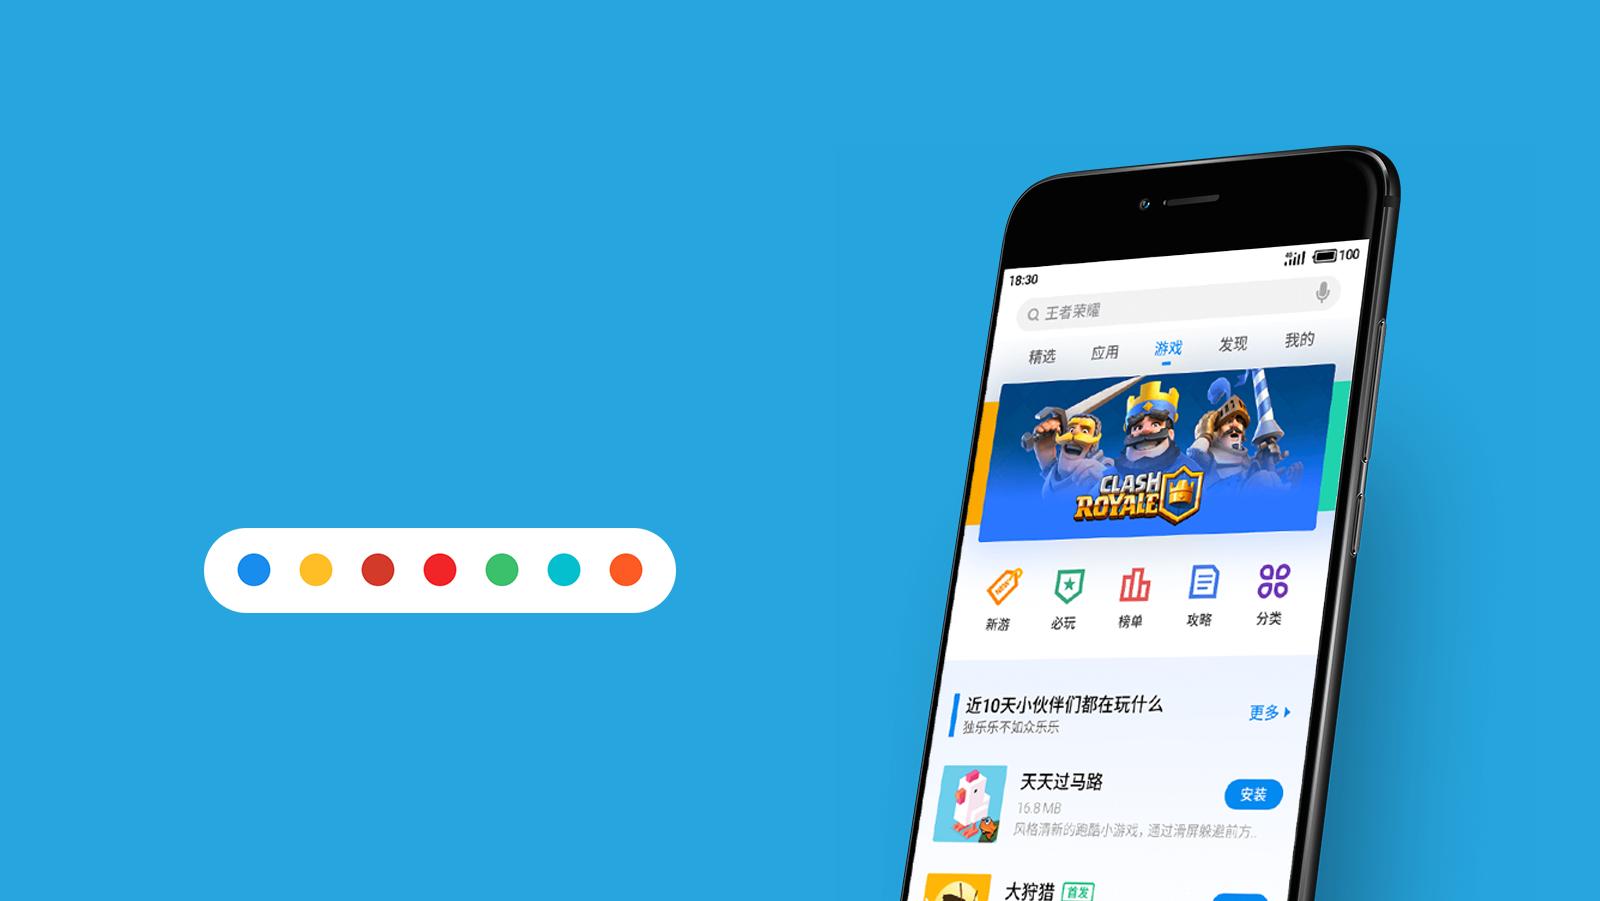 18:30
4G 100
王者荣耀
精选 应用 游戏 发现 我的
CLASH
ROYALE
NEW
新游 必玩 榜单 攻略 分类
近10天小伙伴们都在玩什么
独乐乐不如众乐乐
更多
天天过马路
16.8 MB
风格清新的跑酷小游戏，通过滑屏躲避前方..
安装
大狩猎 首发